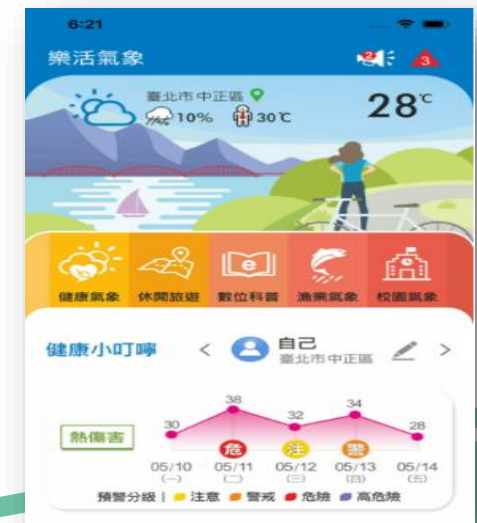 6:21
樂活氣象
2
3
臺北市中正區
10% 30℃
28℃
健康氣象 休閒旅遊 數位科普 漁業氣象 校園氣象
健康小叮嚀 < 自己 >
臺北市中正區
熱傷害
30 38 32 34 28
危 注 警
05/10 05/11 05/12 05/13 05/14
(一) (二) (三) (四) (五)
預警分級 | 注意 警戒 危險 高危險